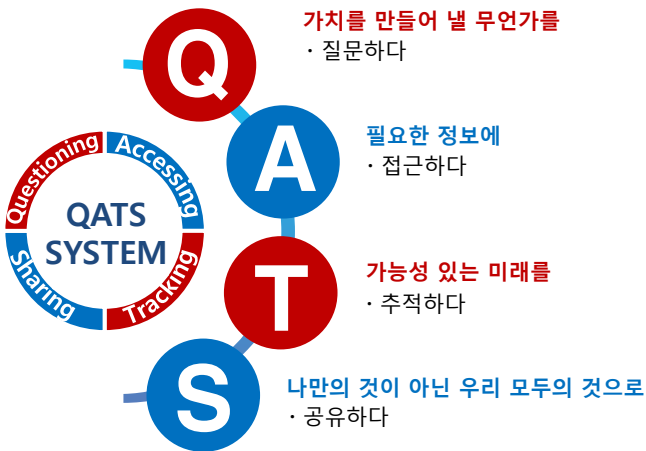 Q
가치를 만들어 낼 무언가를
· 질문하다
A
필요한 정보에
· 접근하다
Questioning
Accessing
QATS
SYSTEM
Sharing
Tracking
T
가능성 있는 미래를
· 추적하다
S
나만의 것이 아닌 우리 모두의 것으로
· 공유하다